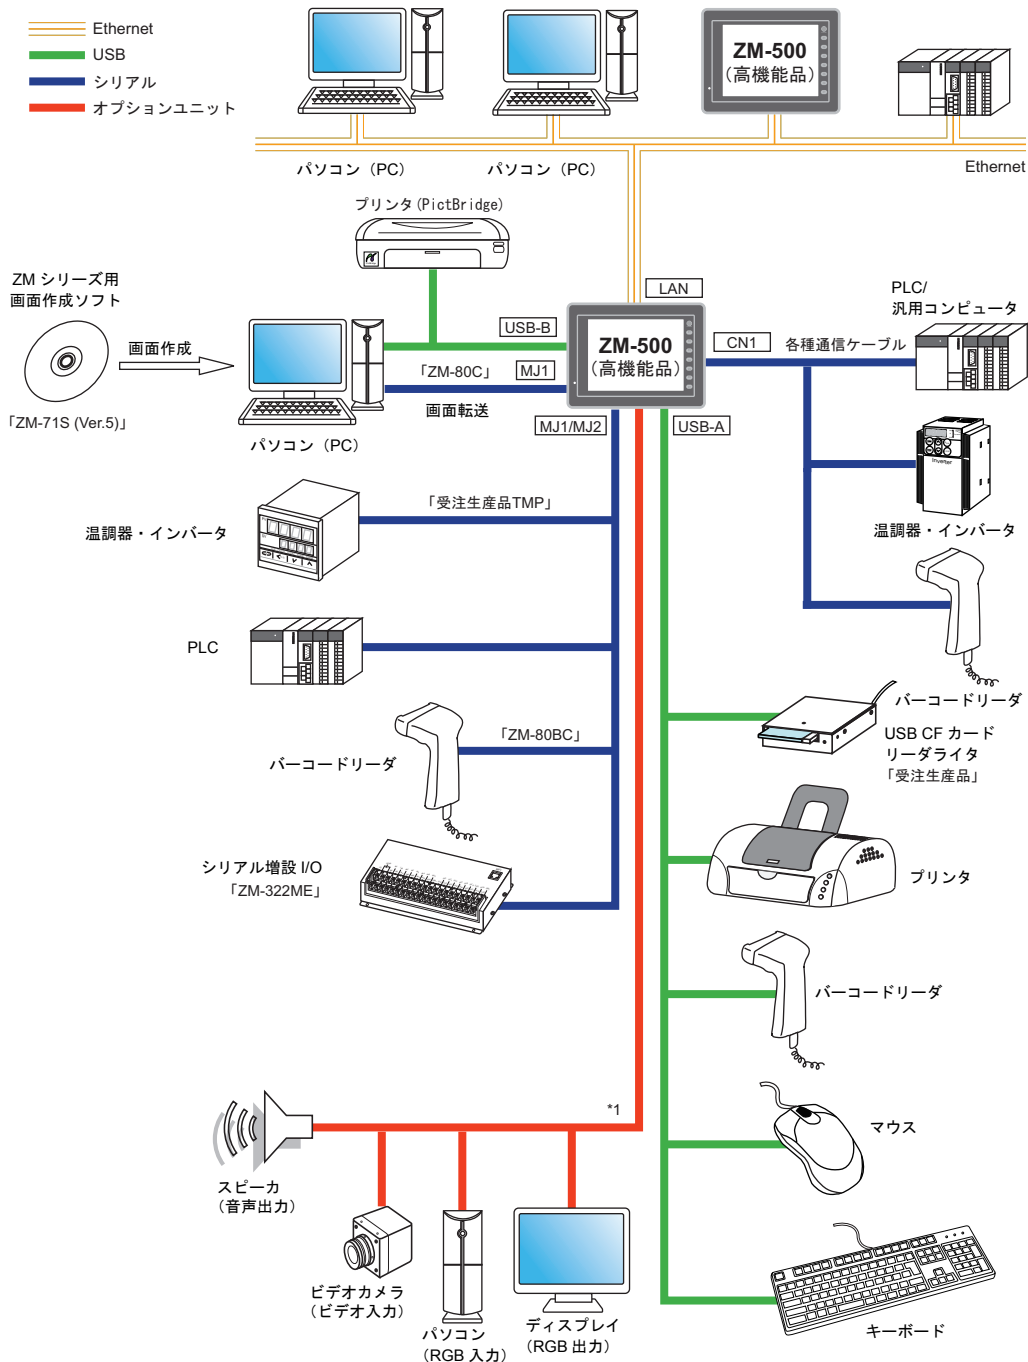 Ethernet
USB
シリアル
オプションユニット
ZM-500
(高機能品)
パソコン（PC）
パソコン（PC）
Ethernet
プリンタ(PictBridge)
ZM シリーズ用
画面作成ソフト
「ZM-71S (Ver.5)」
画面作成
パソコン（PC）
USB-B
「ZM-80C」
MJ1
画面転送
LAN
ZM-500
(高機能品)
CN1
各種通信ケーブル
PLC/
汎用コンピュータ
MJ1/MJ2
USB-A
Inverter
温調器・インバータ
「受注生産品TMP」
温調器・インバータ
PLC
バーコードリーダ
「ZM-80BC」
バーコードリーダ
USB CF カード
リーダライタ
「受注生産品」
シリアル増設 I/O
「ZM-322ME」
プリンタ
バーコードリーダ
*1
マウス
スピーカ
(音声出力)
ビデオカメラ
(ビデオ入力)
パソコン
(RGB 入力)
ディスプレイ
(RGB 出力)
キーボード